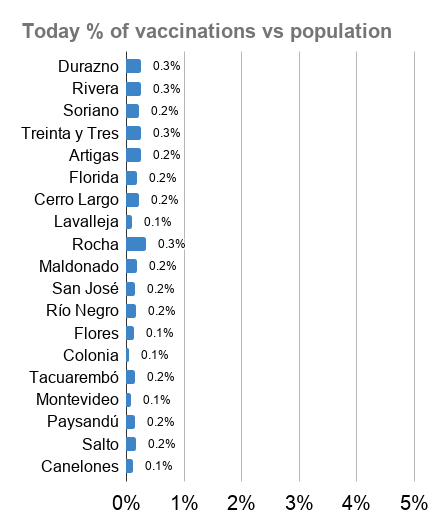 Today % of vaccinations vs population
Durazno 0.3%
Rivera 0.3%
Soriano 0.2%
Treinta y Tres 0.3%
Artigas 0.2%
Florida 0.2%
Cerro Largo 0.2%
Lavalleja 0.1%
Rocha 0.3%
Maldonado 0.2%
San José 0.2%
Río Negro 0.2%
Flores 0.1%
Colonia 0.1%
Tacuarembó 0.2%
Montevideo 0.1%
Paysandú 0.2%
Salto 0.2%
Canelones 0.1%
0% 1% 2% 3% 4% 5%